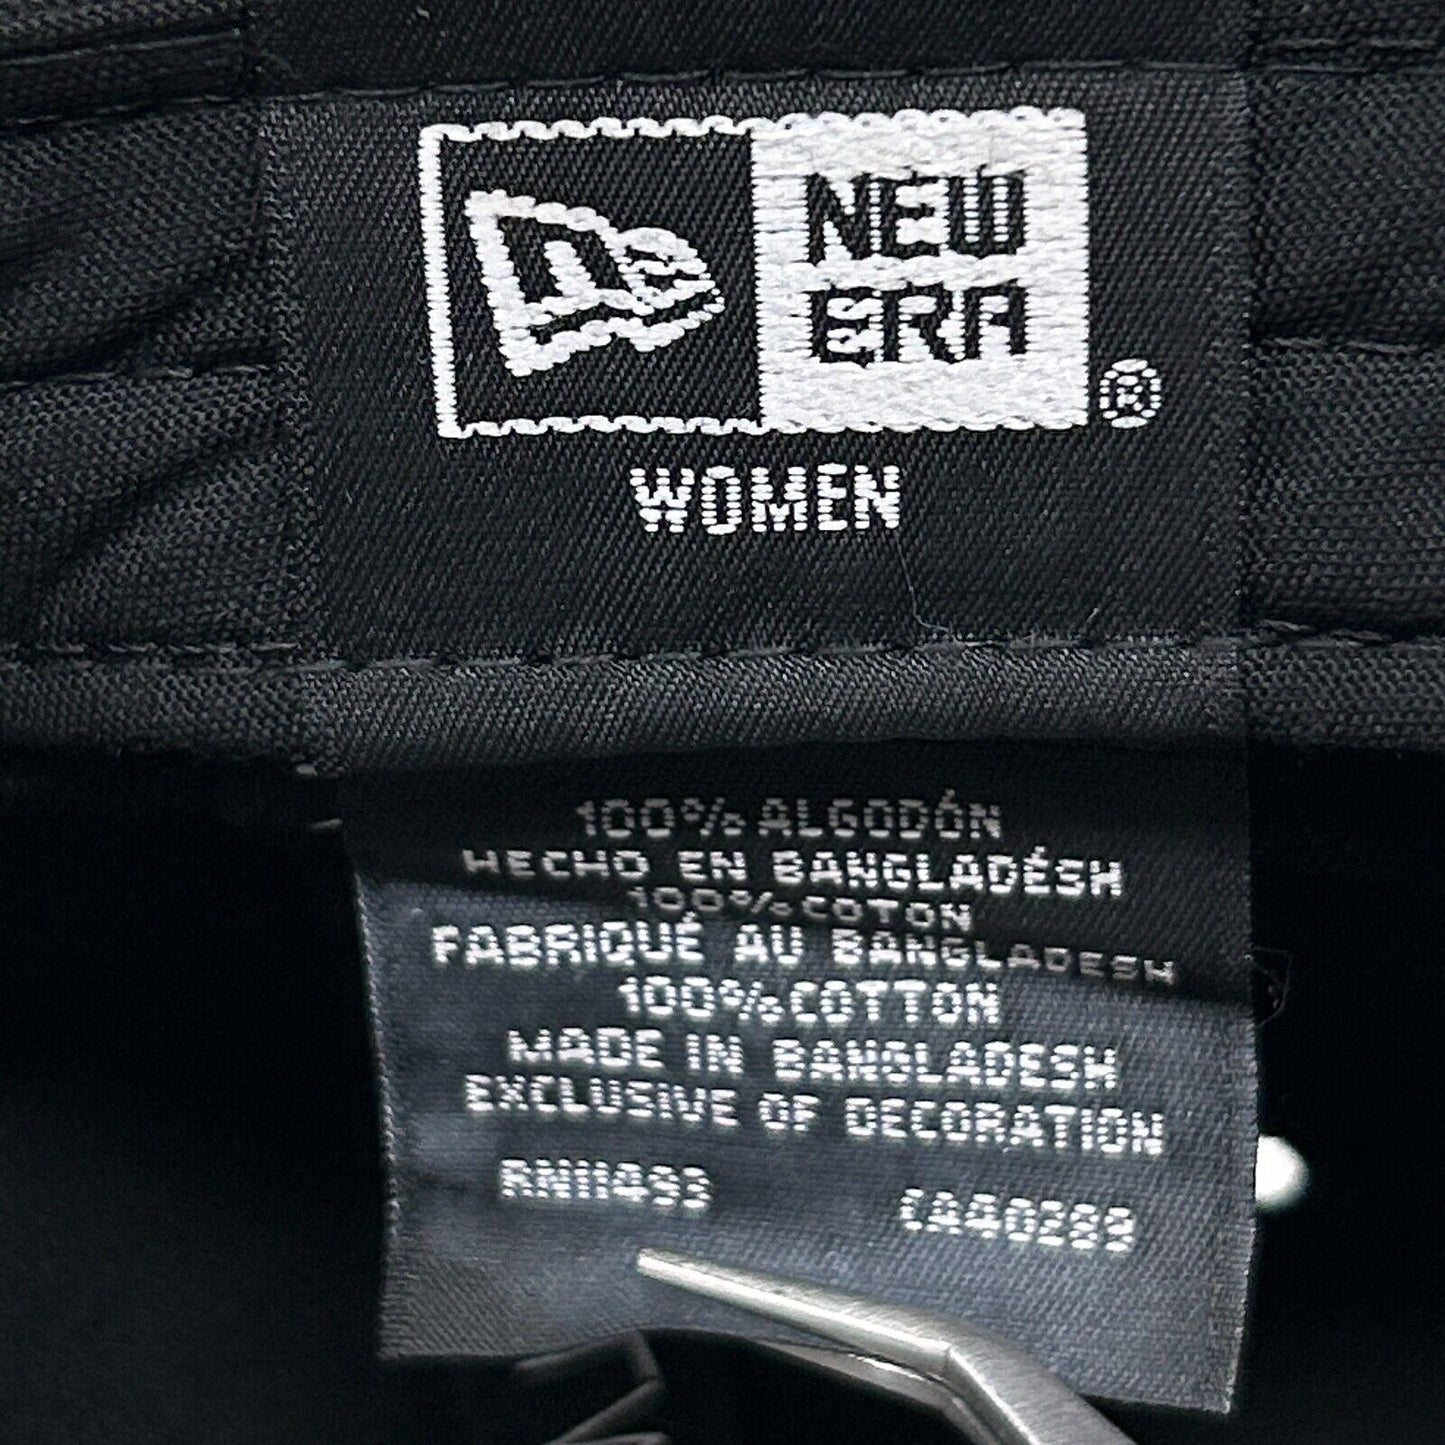 NEW
ERA
®
WOMEN
100% ALGODÓN
HECHO EN BANGLADÉSH
100% COTON
FABRIQUÉ AU BANGLADESH
100% COTTON
MADE IN BANGLADESH
EXCLUSIVE OF DECORATION
RN11493 CA40289